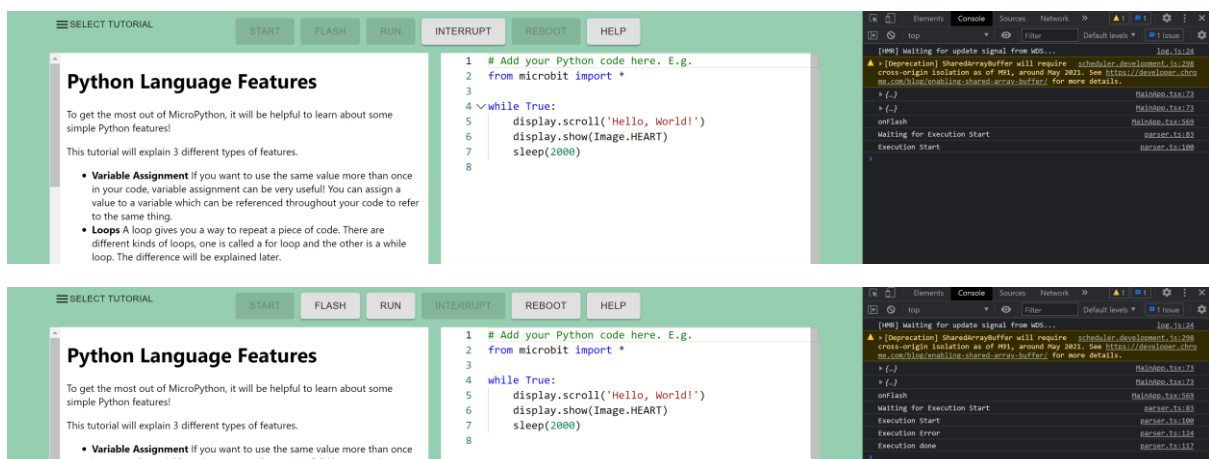 SELECT TUTORIAL
START FLASH RUN INTERRUPT REBOOT HELP
Python Language Features
To get the most out of MicroPython, it will be helpful to learn about some
simple Python features!
This tutorial will explain 3 different types of features.
• Variable Assignment If you want to use the same value more than once
in your code, variable assignment can be very useful! You can assign a
value to a variable which can be referenced throughout your code to refer
to the same thing.
• Loops A loop gives you a way to repeat a piece of code. There are
different kinds of loops, one is called a for loop and the other is a while
loop. The difference will be explained later.
1 # Add your Python code here. E.g.
2 from microbit import *
3
4 while True:
5 display.scroll('Hello, World!')
6 display.show(Image.HEART)
7 sleep(2000)
8
Elements Console Sources Network » 1 1
top Filter Default levels 1 Issue
[HMR] Waiting for update signal from WDS... log.js:24
[Deprecation] SharedArrayBuffer will require scheduler.development.js:298
cross-origin isolation as of M91, around May 2021. See https://developer.chro
me.com/blog/enabling-shared-array-buffer/ for more details.
{…} MainApp.tsx:73
{…} MainApp.tsx:73
onFlash MainApp.tsx:569
Waiting for Execution Start parser.ts:83
Execution Start parser.ts:100
SELECT TUTORIAL
START FLASH RUN INTERRUPT REBOOT HELP
Python Language Features
To get the most out of MicroPython, it will be helpful to learn about some
simple Python features!
This tutorial will explain 3 different types of features.
• Variable Assignment If you want to use the same value more than once
1 # Add your Python code here. E.g.
2 from microbit import *
3
4 while True:
5 display.scroll('Hello, World!')
6 display.show(Image.HEART)
7 sleep(2000)
8
Elements Console Sources Network » 1 1
top Filter Default levels 1 Issue
[HMR] Waiting for update signal from WDS... log.js:24
[Deprecation] SharedArrayBuffer will require scheduler.development.js:298
cross-origin isolation as of M91, around May 2021. See https://developer.chro
me.com/blog/enabling-shared-array-buffer/ for more details.
{…} MainApp.tsx:73
{…} MainApp.tsx:73
onFlash MainApp.tsx:569
Waiting for Execution Start parser.ts:83
Execution Start parser.ts:100
Execution Error parser.ts:124
Execution done parser.ts:117